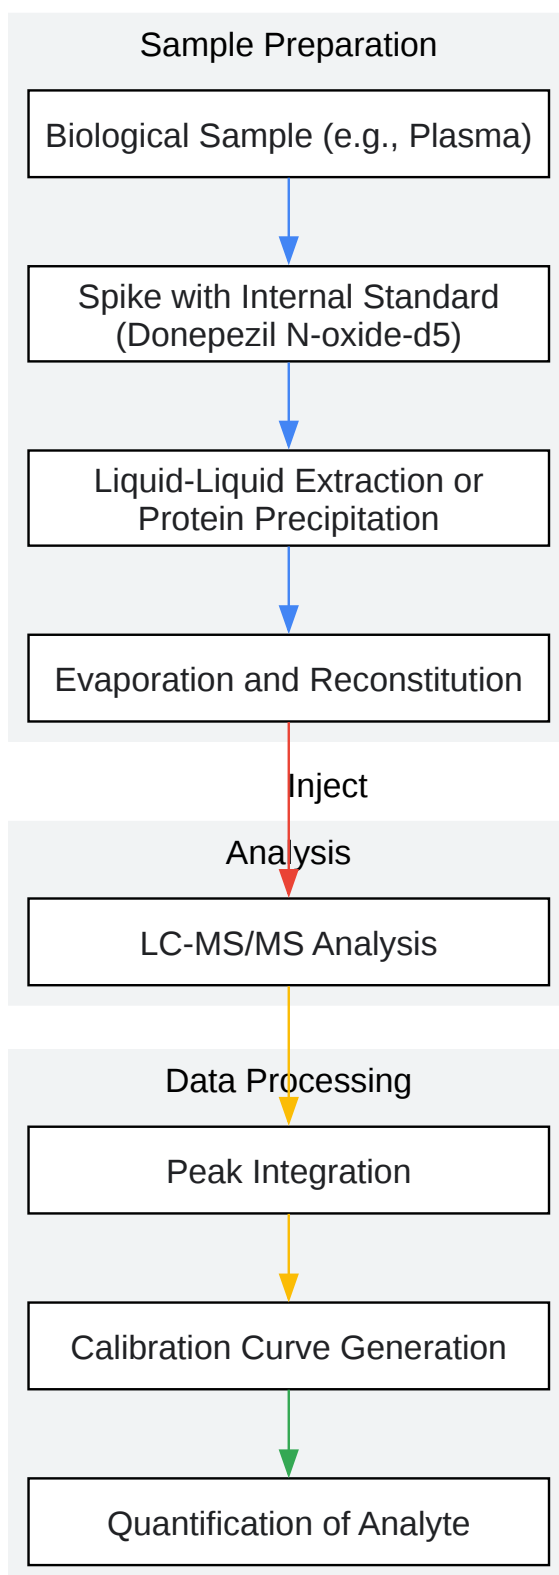 Sample Preparation
Biological Sample (e.g., Plasma)
Spike with Internal Standard
(Donepezil N-oxide-d5)
Liquid-Liquid Extraction or
Protein Precipitation
Evaporation and Reconstitution
Inject
Analysis
LC-MS/MS Analysis
Data Processing
Peak Integration
Calibration Curve Generation
Quantification of Analyte